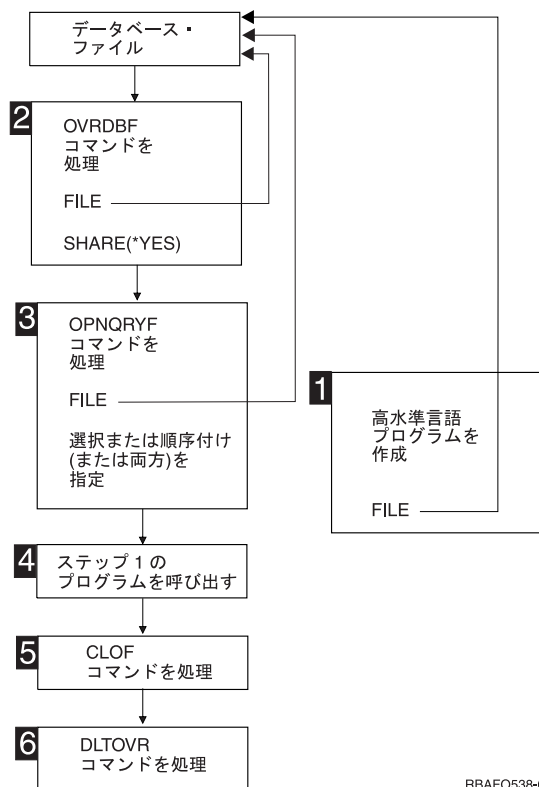 データベース・
ファイル
2
OVRDBF
コマンドを
処理
FILE
SHARE(*YES)
3
OPNQRYF
コマンドを
処理
FILE
選択または順序付け
(または両方)を
指定
1
高水準言語
プログラムを
作成
FILE
4
ステップ1の
プログラムを呼び出す
5
CLOF
コマンドを処理
6
DLTOVR
コマンドを処理